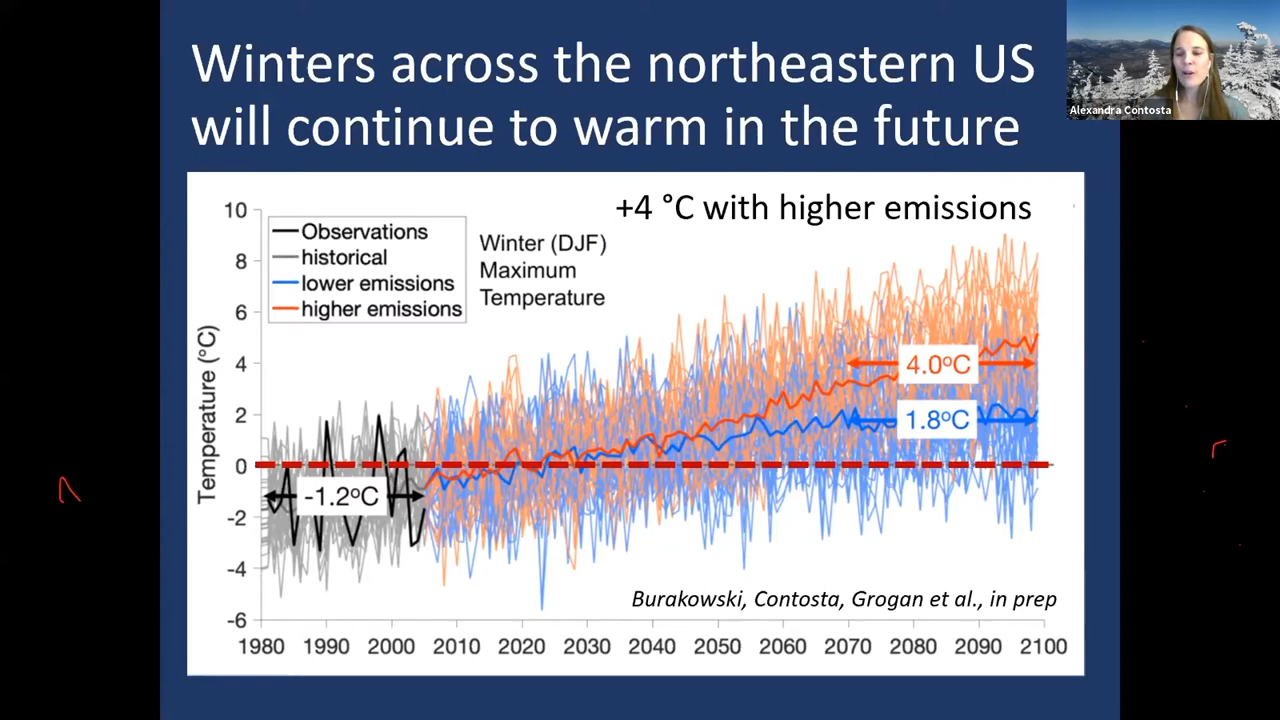 Winters across the northeastern US
will continue to warm in the future
Alexandra Contosta
+4 °C with higher emissions
Observations
historical
lower emissions
higher emissions
Winter (DJF)
Maximum
Temperature
Temperature (°C)
10
8
6
4
2
0
-2
-4
-6
4.0ºC
1.8ºC
-1.2ºC
Burakowski, Contosta, Grogan et al., in prep
1980 1990 2000 2010 2020 2030 2040 2050 2060 2070 2080 2090 2100